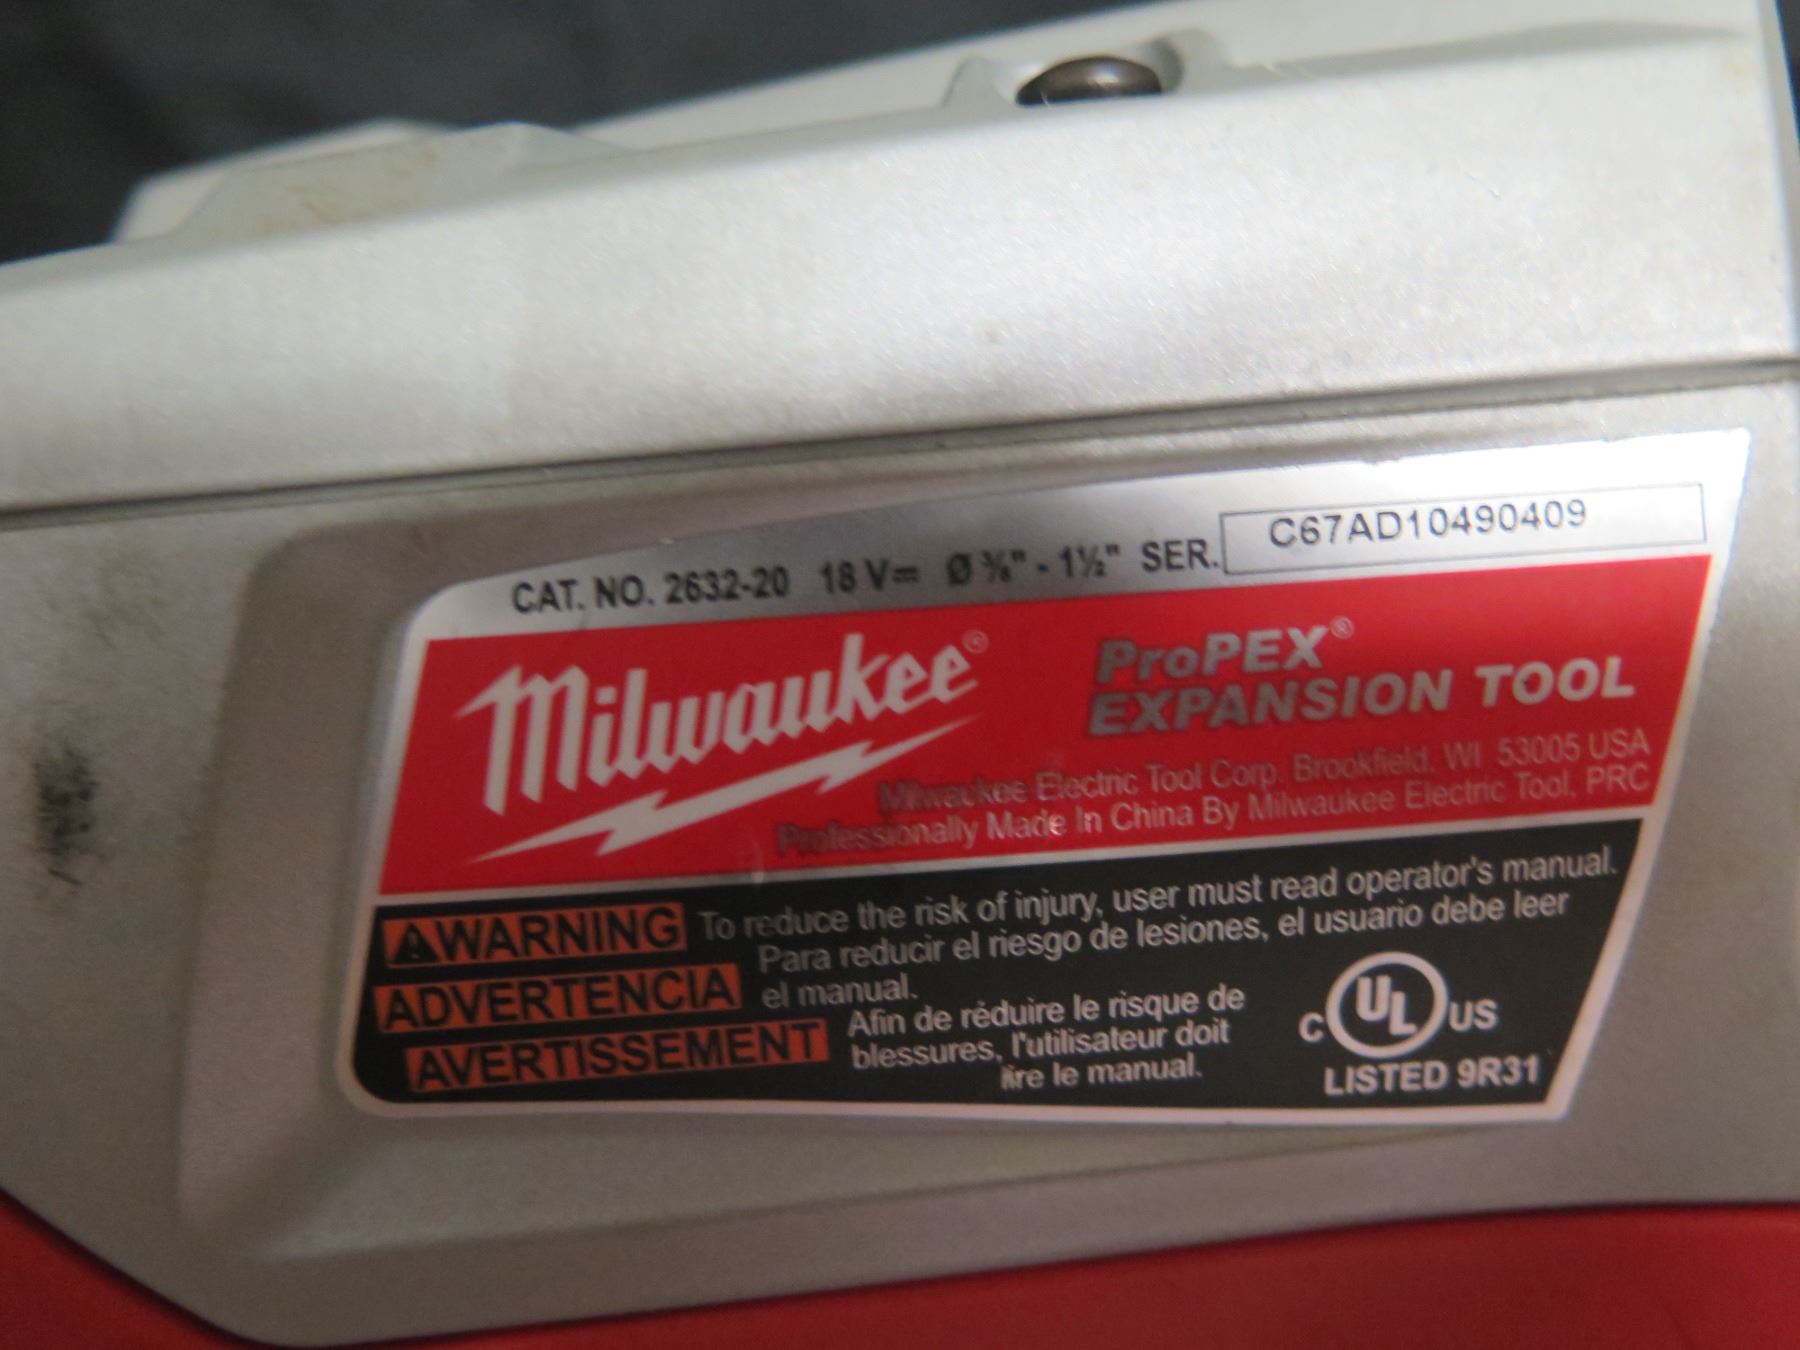 CAT. NO. 2632-20 18 V⎓ Ø ⅜" - 1½" SER. C67AD10490409
Milwaukee®
ProPEX®
EXPANSION TOOL
Milwaukee Electric Tool Corp. Brookfield, WI 53005 USA
Professionally Made In China By Milwaukee Electric Tool, PRC
WARNING To reduce the risk of injury, user must read operator's manual.
ADVERTENCIA Para reducir el riesgo de lesiones, el usuario debe leer
el manual.
AVERTISSEMENT Afin de réduire le risque de
blessures, l'utilisateur doit
lire le manual.
C UL US
LISTED 9R31